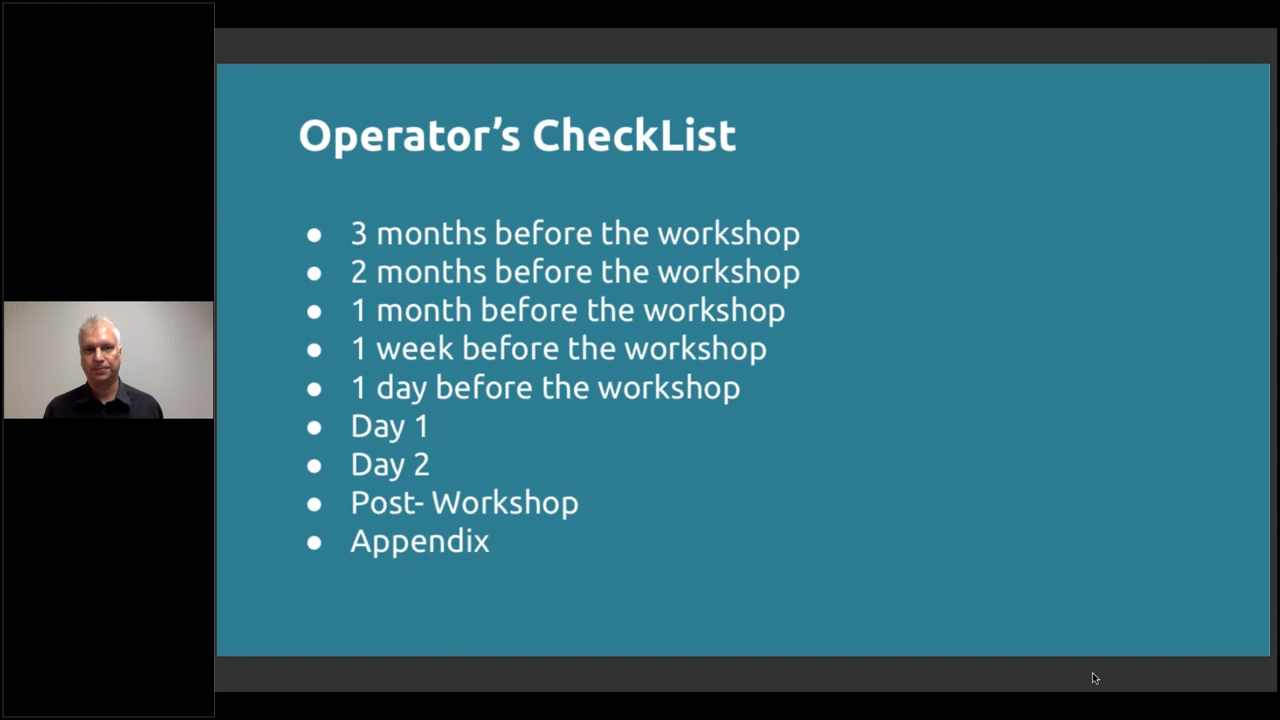 Operator’s CheckList
● 3 months before the workshop
● 2 months before the workshop
● 1 month before the workshop
● 1 week before the workshop
● 1 day before the workshop
● Day 1
● Day 2
● Post- Workshop
● Appendix